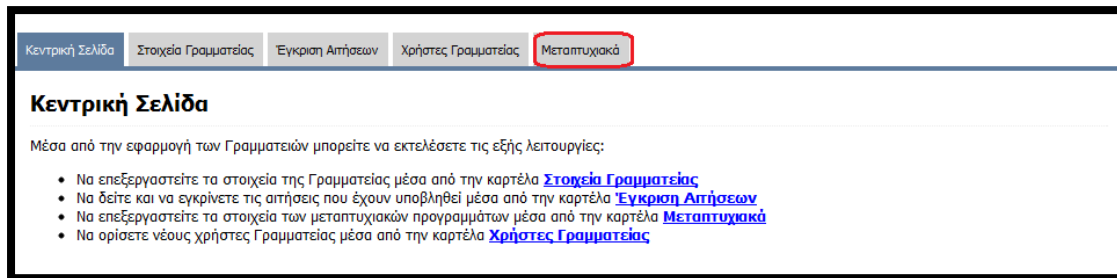 Κεντρική Σελίδα Στοιχεία Γραμματείας Έγκριση Αιτήσεων Χρήστες Γραμματείας Μεταπτυχιακά
Κεντρική Σελίδα
Μέσα από την εφαρμογή των Γραμματειών μπορείτε να εκτελέσετε τις εξής λειτουργίες:
• Να επεξεργαστείτε τα στοιχεία της Γραμματείας μέσα από την καρτέλα Στοιχεία Γραμματείας
• Να δείτε και να εγκρίνετε τις αιτήσεις που έχουν υποβληθεί μέσα από την καρτέλα Έγκριση Αιτήσεων
• Να επεξεργαστείτε τα στοιχεία των μεταπτυχιακών προγραμμάτων μέσα από την καρτέλα Μεταπτυχιακά
• Να ορίσετε νέους χρήστες Γραμματείας μέσα από την καρτέλα Χρήστες Γραμματείας